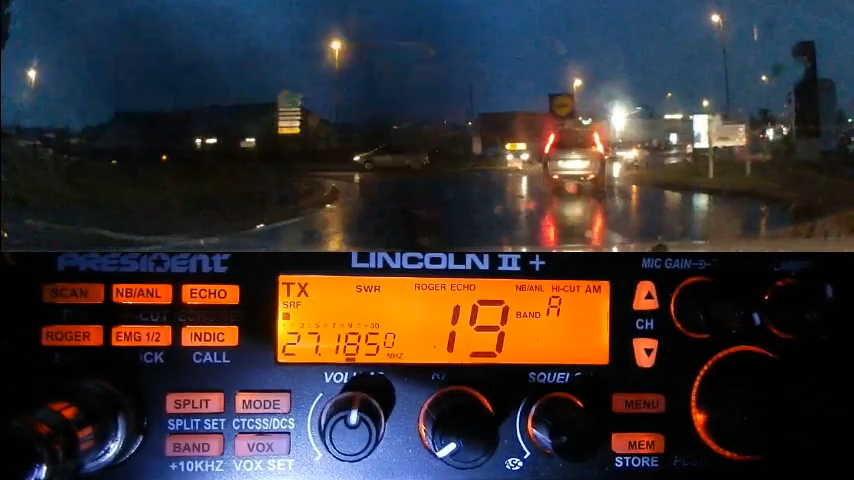 PRESIDENT LINCOLN II +
MIC GAIN
SCAN NB/ANL ECHO
ROGER EMG 1/2 INDIC
CALL
TX SWR ROGER ECHO NB/ANL HI-CUT AM
SRF
BAND A
19
27.1850 MHZ
CH
VOLUME
SQUELCH
SPLIT MODE
SPLIT SET CTCSS/DCS
BAND VOX
+10KHZ VOX SET
ASC
MENU
MEM
STORE